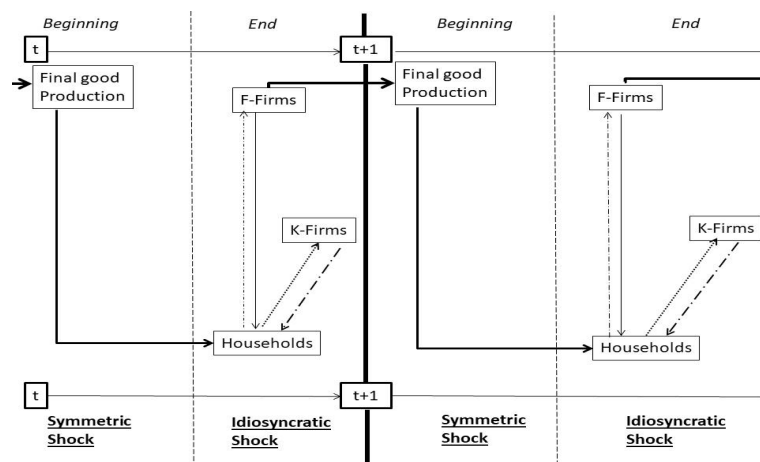 Beginning
End
Beginning
End
t
t+1
Final good
Production
F-Firms
Final good
Production
F-Firms
K-Firms
K-Firms
Households
Households
t
t+1
Symmetric
Shock
Idiosyncratic
Shock
Symmetric
Shock
Idiosyncratic
Shock